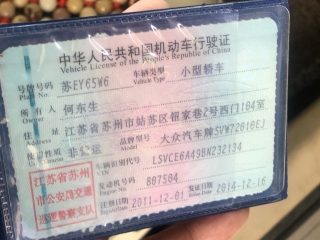 中华人民共和国机动车行驶证
Vehicle License of the People's Republic of China
号牌号码 苏EY65W6 车辆类型 小型轿车
Plate No. Vehicle Type
所有人 何东生
Owner
住址 江苏省苏州市姑苏区钮家巷2号西门104室
使用性质 非营运 品牌型号 大众汽车牌SVW72818EJ
江苏省苏州市公安局交通巡逻警察支队
车辆识别代号 LSVCE6A49BN232134
VIN
发动机号码 807504
Engine No.
注册日期 2011-12-01 发证日期 2014-12-16
Register Date Issue Date